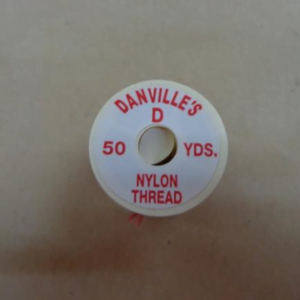 DANVILLE'S
D
50 YDS.
NYLON
THREAD